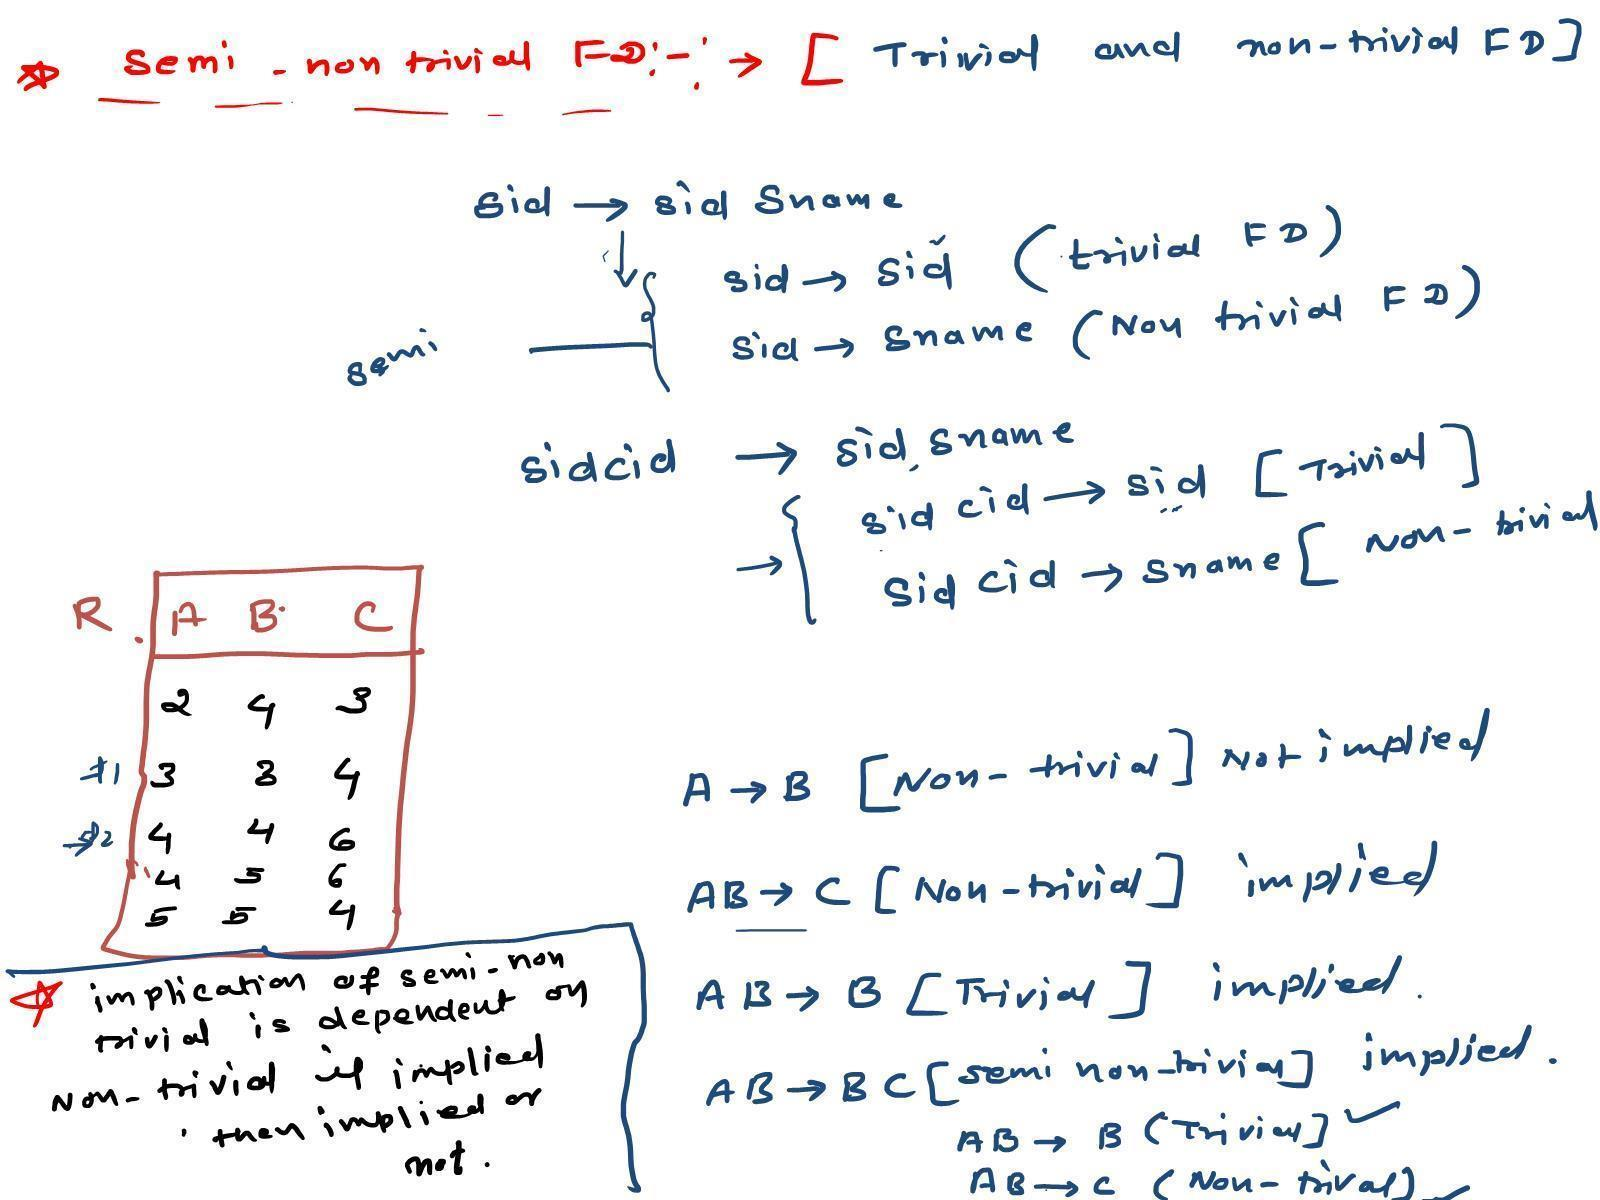 Semi - non trivial FD:-: → [ Trivial and non-trivial FD ]
sid → sid Sname
sid → sid (trivial FD)
semi
sid → Sname (Non trivial FD)
sidcid → sid, sname
sid cid → sid [ Trivial ]
→
Sid cid → sname [ Non-trivial
R. A B C
2 4 3
3 3 4
4 4 6
4 5 6
5 5 4
A → B [Non-trivial] Not implied
AB → C [Non-trivial] implied
AB → B [Trivial] implied.
AB → BC [semi non-trivial] implied.
AB → B (Trivial] ✓
AB → C (Non-trival) ✓
implication of semi-non
trivial is dependent on
non-trivial if implied
then implied or
not.